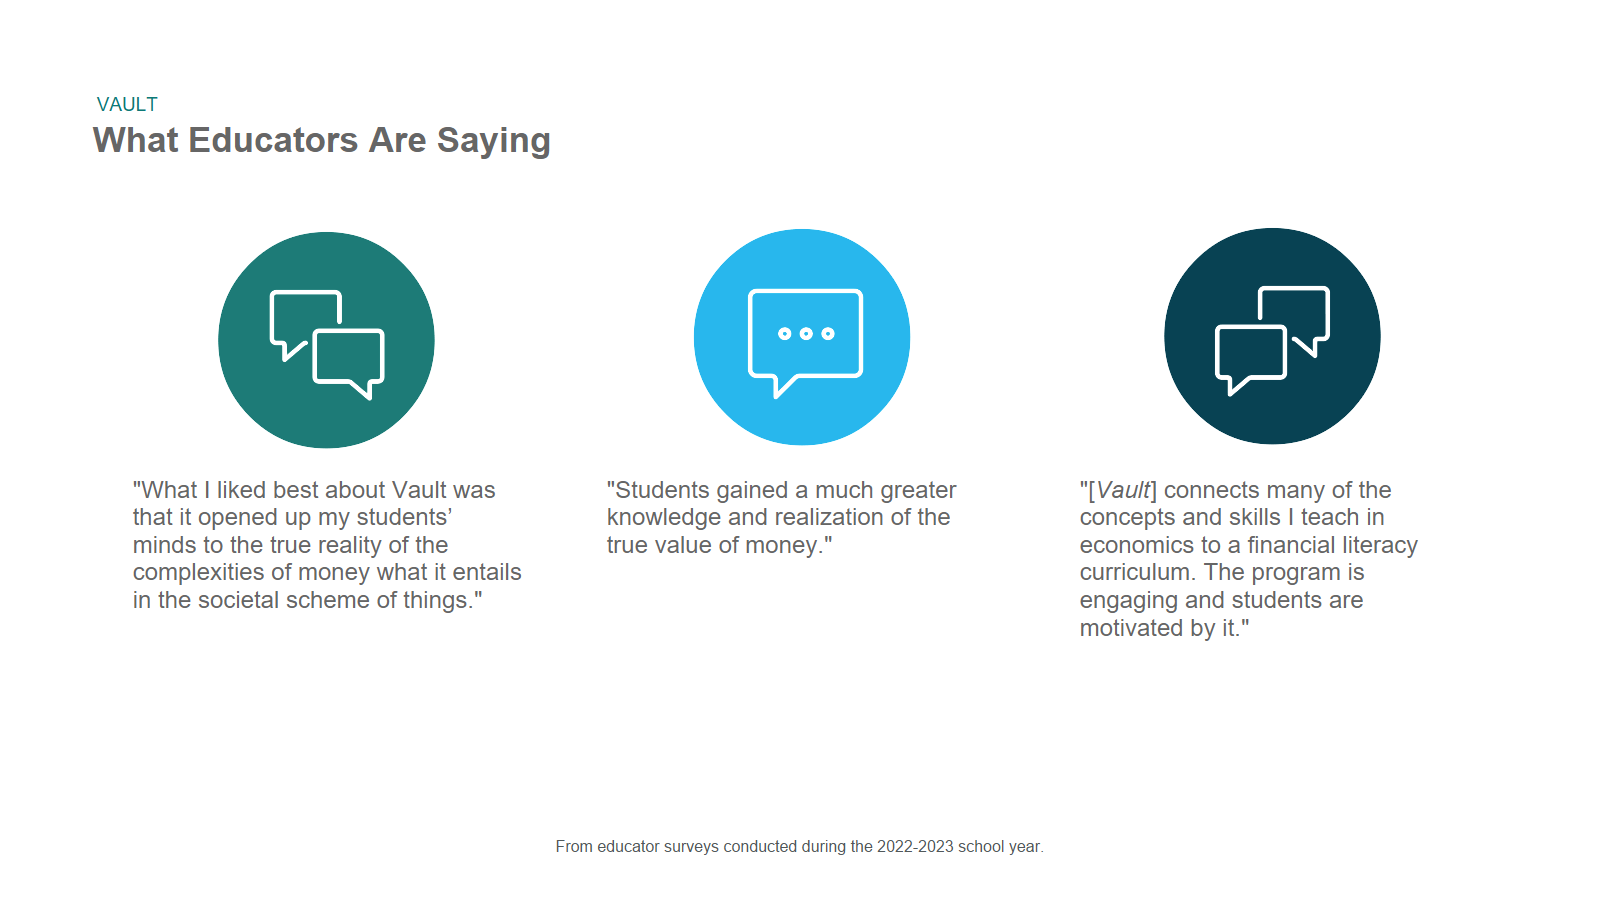 VAULT
What Educators Are Saying
"What I liked best about Vault was
that it opened up my students’
minds to the true reality of the
complexities of money what it entails
in the societal scheme of things."
"Students gained a much greater
knowledge and realization of the
true value of money."
"[Vault] connects many of the
concepts and skills I teach in
economics to a financial literacy
curriculum. The program is
engaging and students are
motivated by it."
From educator surveys conducted during the 2022-2023 school year.